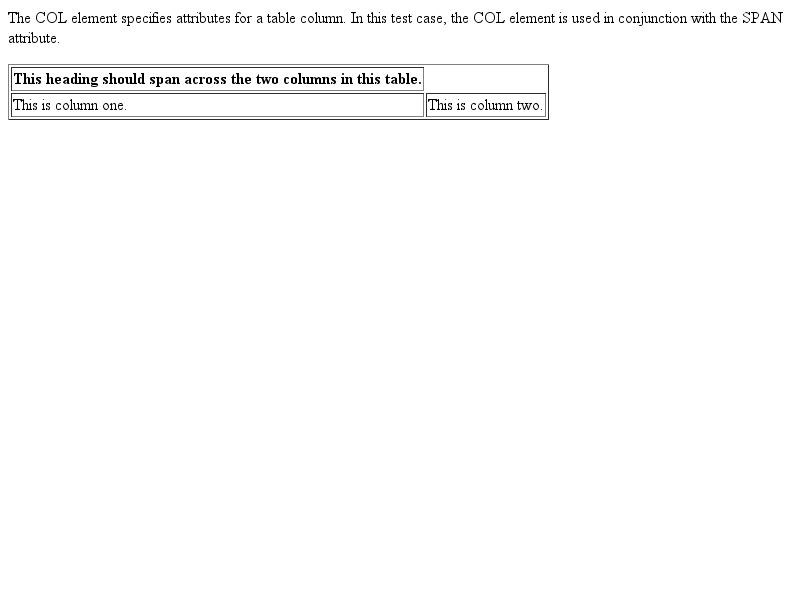 The COL element specifies attributes for a table column. In this test case, the COL element is used in conjunction with the SPAN
attribute.
This heading should span across the two columns in this table.
This is column one. This is column two.